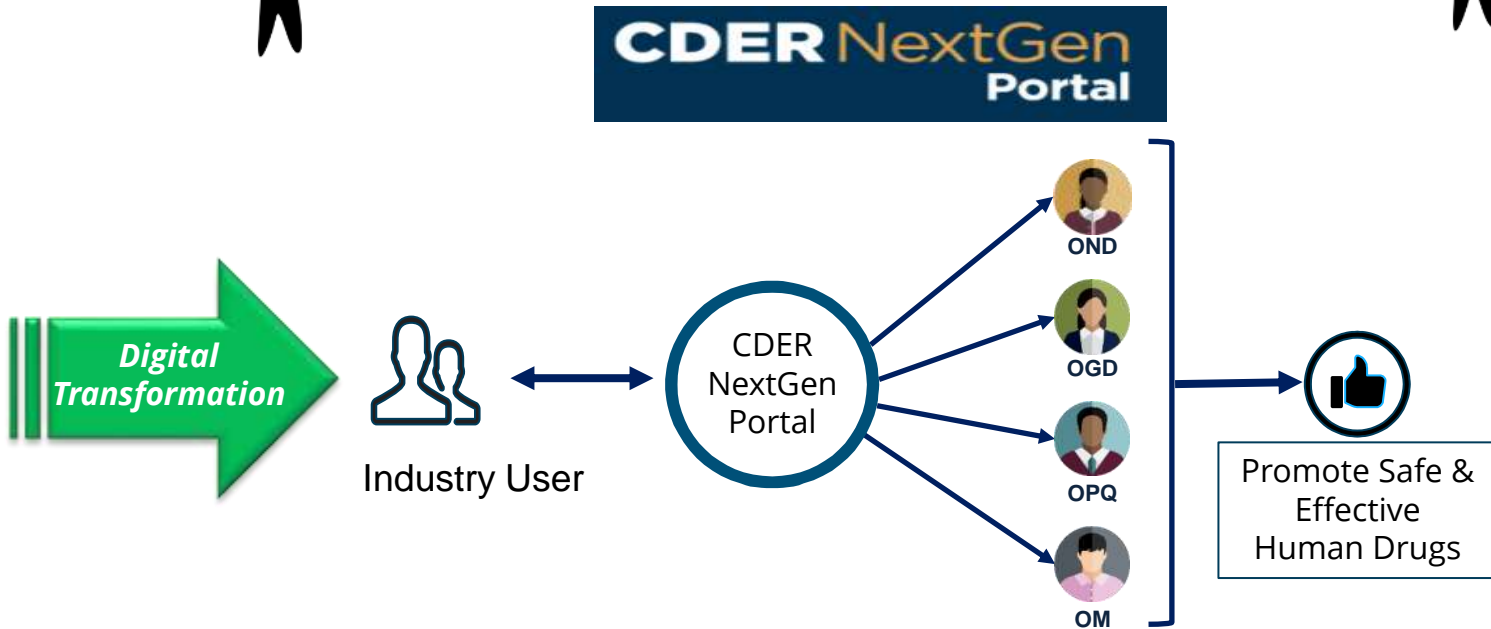 CDER NextGen
Portal
Digital
Transformation
Industry User
CDER
NextGen
Portal
OND
OGD
OPQ
OM
Promote Safe &
Effective
Human Drugs